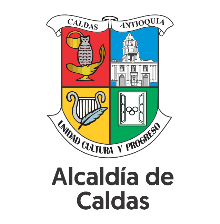 CALDAS ANTIOQUIA
UNIDAD CULTURA Y PROGRESO
Alcaldía de
Caldas